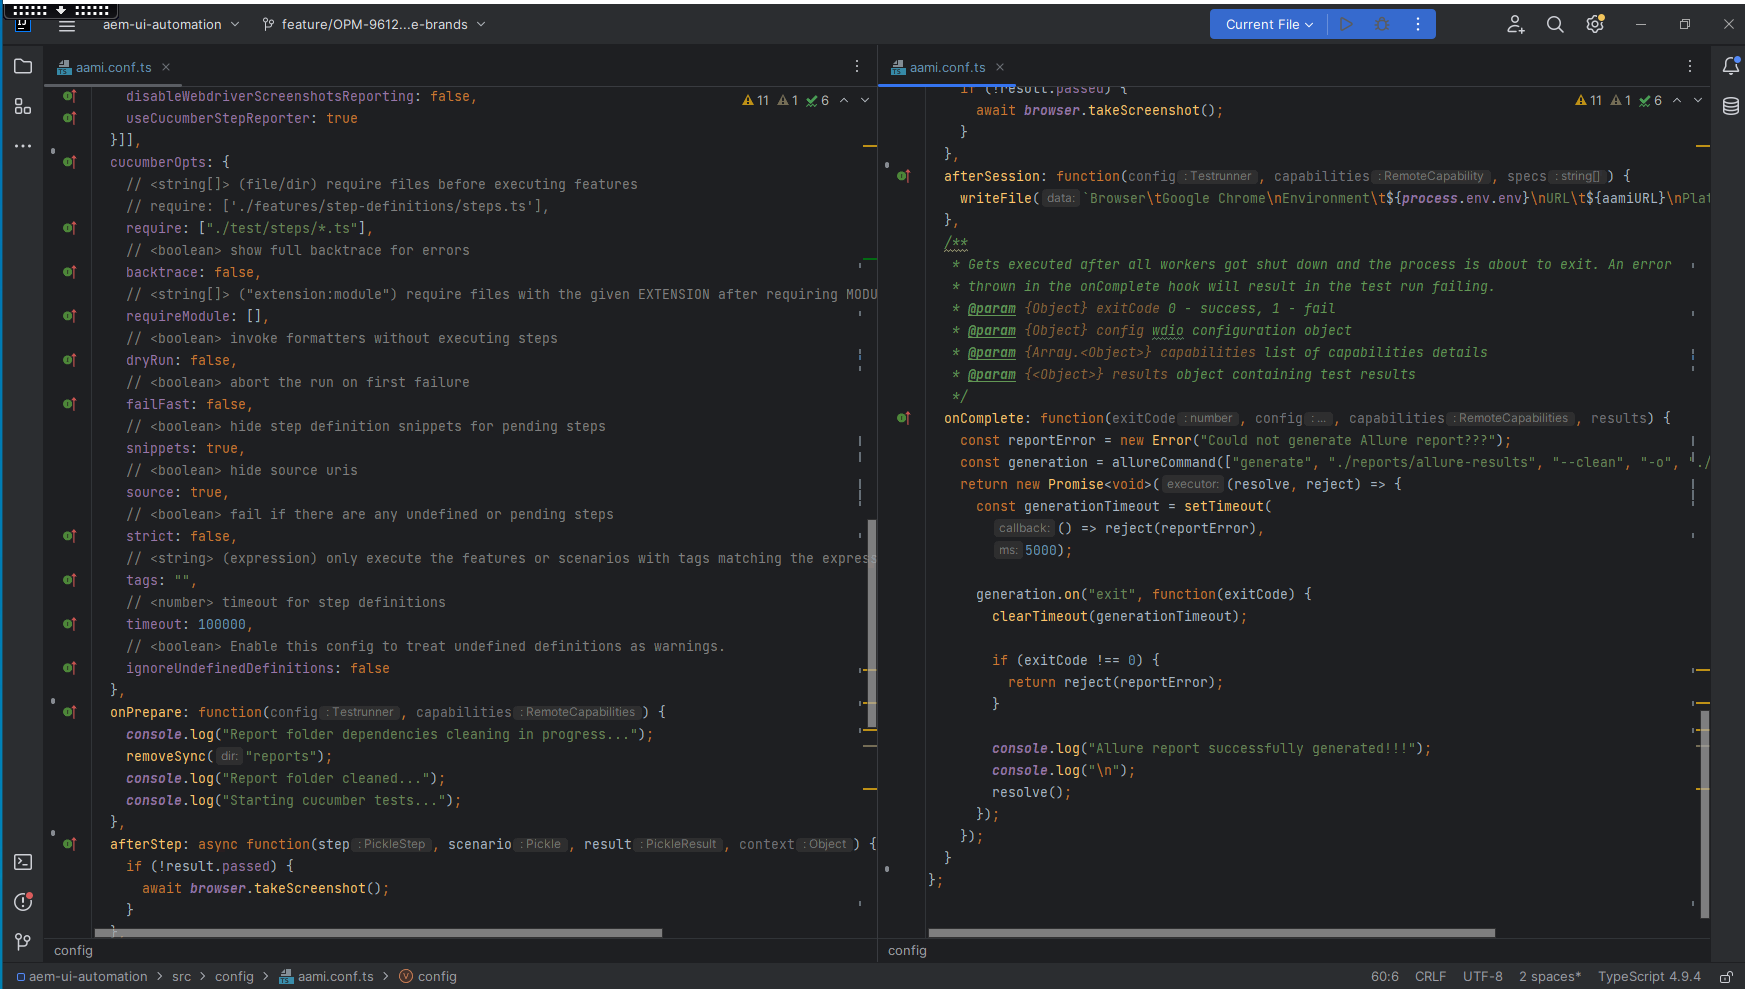 aem-ui-automation
feature/OPM-9612...e-brands
Current File
aami.conf.ts
11 1 6
disableWebdriverScreenshotsReporting: false,
useCucumberStepReporter: true
}]],
cucumberOpts: {
// <string[]> (file/dir) require files before executing features
// require: ['./features/step-definitions/steps.ts'],
require: ["./test/steps/*.ts"],
// <boolean> show full backtrace for errors
backtrace: false,
// <string[]> ("extension:module") require files with the given EXTENSION after requiring MODU
requireModule: [],
// <boolean> invoke formatters without executing steps
dryRun: false,
// <boolean> abort the run on first failure
failFast: false,
// <boolean> hide step definition snippets for pending steps
snippets: true,
// <boolean> hide source uris
source: true,
// <boolean> fail if there are any undefined or pending steps
strict: false,
// <string> (expression) only execute the features or scenarios with tags matching the express
tags: "",
// <number> timeout for step definitions
timeout: 100000,
// <boolean> Enable this config to treat undefined definitions as warnings.
ignoreUndefinedDefinitions: false
},
onPrepare: function(config : Testrunner , capabilities : RemoteCapabilities ) {
console.log("Report folder dependencies cleaning in progress...");
removeSync( dir: "reports");
console.log("Report folder cleaned...");
console.log("Starting cucumber tests...");
},
afterStep: async function(step : PickleStep , scenario : Pickle , result : PickleResult , context : Object ) {
if (!result.passed) {
await browser.takeScreenshot();
}
},
config
aami.conf.ts
11 1 6
if (!result.passed) {
await browser.takeScreenshot();
}
},
afterSession: function(config : Testrunner , capabilities : RemoteCapability , specs : string[] ) {
writeFile( data: `Browser\tGoogle Chrome\nEnvironment\t${process.env.env}\nURL\t${aamiURL}\nPlat
},
/**
* Gets executed after all workers got shut down and the process is about to exit. An error
* thrown in the onComplete hook will result in the test run failing.
* @param {Object} exitCode 0 - success, 1 - fail
* @param {Object} config wdio configuration object
* @param {Array.<Object>} capabilities list of capabilities details
* @param {<Object>} results object containing test results
*/
onComplete: function(exitCode : number , config : ... , capabilities : RemoteCapabilities , results) {
const reportError = new Error("Could not generate Allure report???");
const generation = allureCommand(["generate", "./reports/allure-results", "--clean", "-o", "./
return new Promise<void>( executor: (resolve, reject) => {
const generationTimeout = setTimeout(
callback: () => reject(reportError),
ms: 5000);
generation.on("exit", function(exitCode) {
clearTimeout(generationTimeout);
if (exitCode !== 0) {
return reject(reportError);
}
console.log("Allure report successfully generated!!!");
console.log("\n");
resolve();
});
});
}
};
config
aem-ui-automation > src > config > aami.conf.ts > config
60:6 CRLF UTF-8 2 spaces* TypeScript 4.9.4